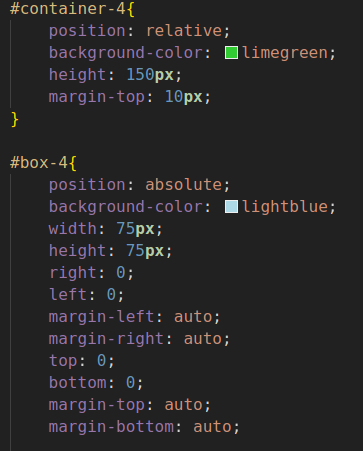 #container-4{
    position: relative;
    background-color: limegreen;
    height: 150px;
    margin-top: 10px;
}

#box-4{
    position: absolute;
    background-color: lightblue;
    width: 75px;
    height: 75px;
    right: 0;
    left: 0;
    margin-left: auto;
    margin-right: auto;
    top: 0;
    bottom: 0;
    margin-top: auto;
    margin-bottom: auto;